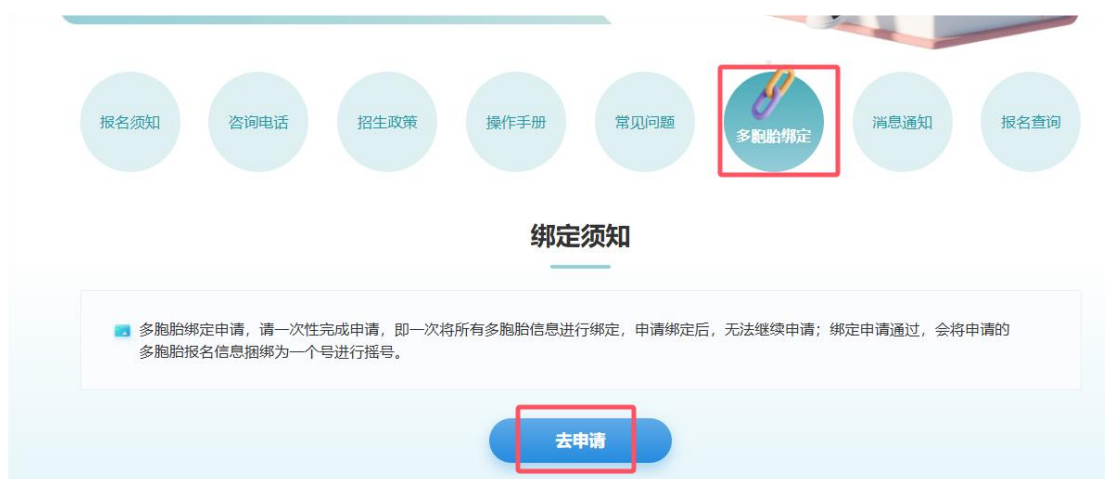 报名须知
咨询电话
招生政策
操作手册
常见问题
多胞胎绑定
消息通知
报名查询
绑定须知
多胞胎绑定申请，请一次性完成申请，即一次将所有多胞胎信息进行绑定，申请绑定后，无法继续申请；绑定申请通过，会将申请的
多胞胎报名信息捆绑为一个号进行摇号。
去申请